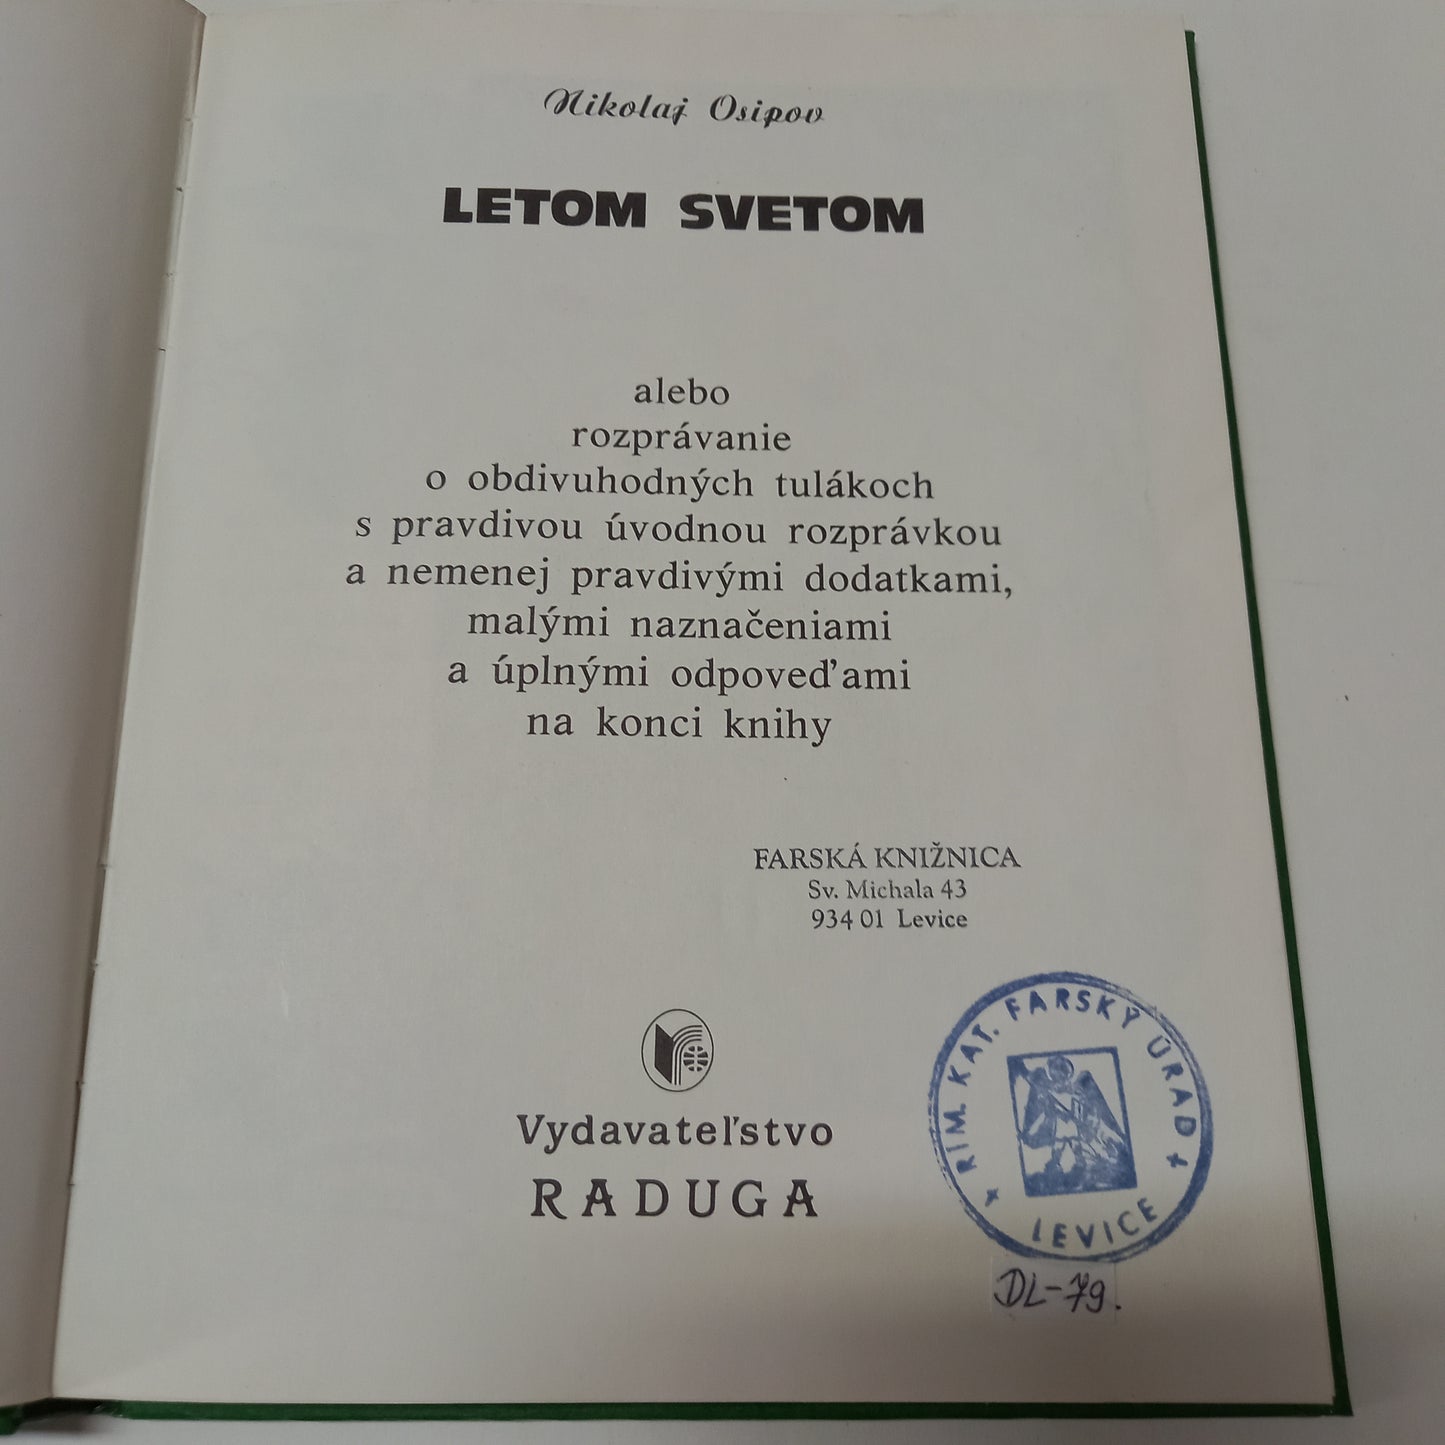 Nikolaj Osipov
LETOM SVETOM
alebo
rozprávanie
o obdivuhodných tulákoch
s pravdivou úvodnou rozprávkou
a nemenej pravdivými dodatkami,
malými naznačeniami
a úplnými odpoveďami
na konci knihy
FARSKÁ KNIŽNICA
Sv. Michala 43
934 01 Levice
Vydavateľstvo
RADUGA
RÍM. KAT. FARSKÝ ÚRAD
LEVICE
DL-79.